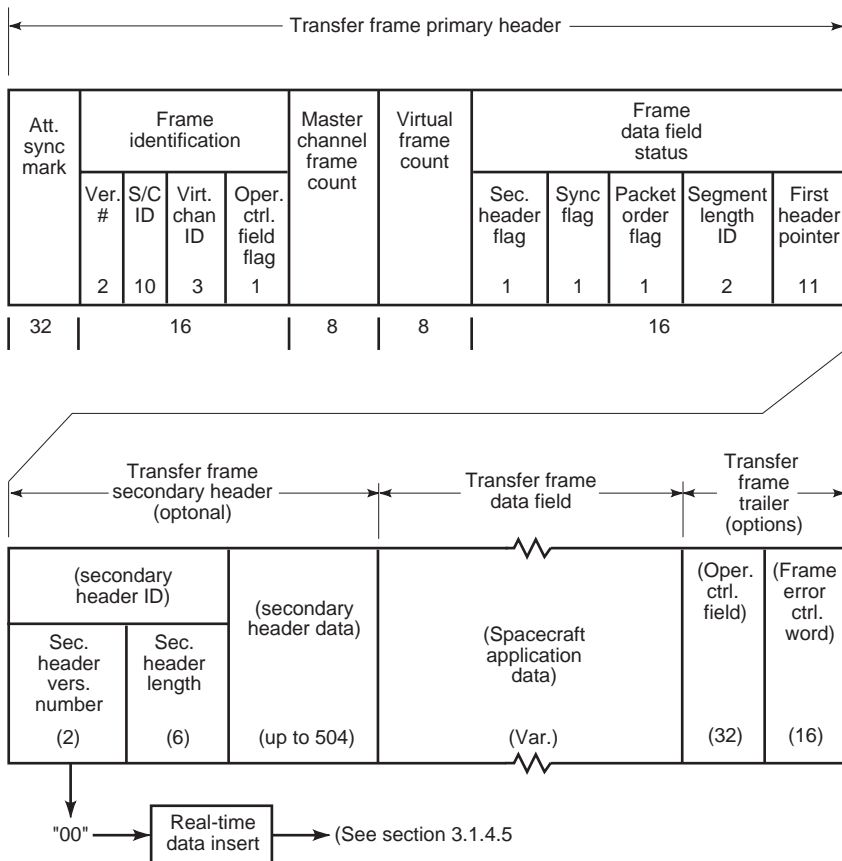 Transfer frame primary header
Att.
sync
mark
Frame
identification
Master
channel
frame
count
Virtual
frame
count
Frame
data field
status
Ver.
#
2
S/C
ID
10
Virt.
chan
ID
3
Oper.
ctrl.
field
flag
1
Sec.
header
flag
1
Sync
flag
1
Packet
order
flag
1
Segment
length
ID
2
First
header
pointer
11
32
16
8
8
16
Transfer frame
secondary header
(optonal)
Transfer frame
data field
Transfer
frame
trailer
(options)
(secondary
header ID)
Sec.
header
vers.
number
(2)
Sec.
header
length
(6)
(secondary
header data)
(up to 504)
(Spacecraft
application
data)
(Var.)
(Oper.
ctrl.
field)
(32)
(Frame
error
ctrl.
word)
(16)
"00"
Real-time
data insert
(See section 3.1.4.5